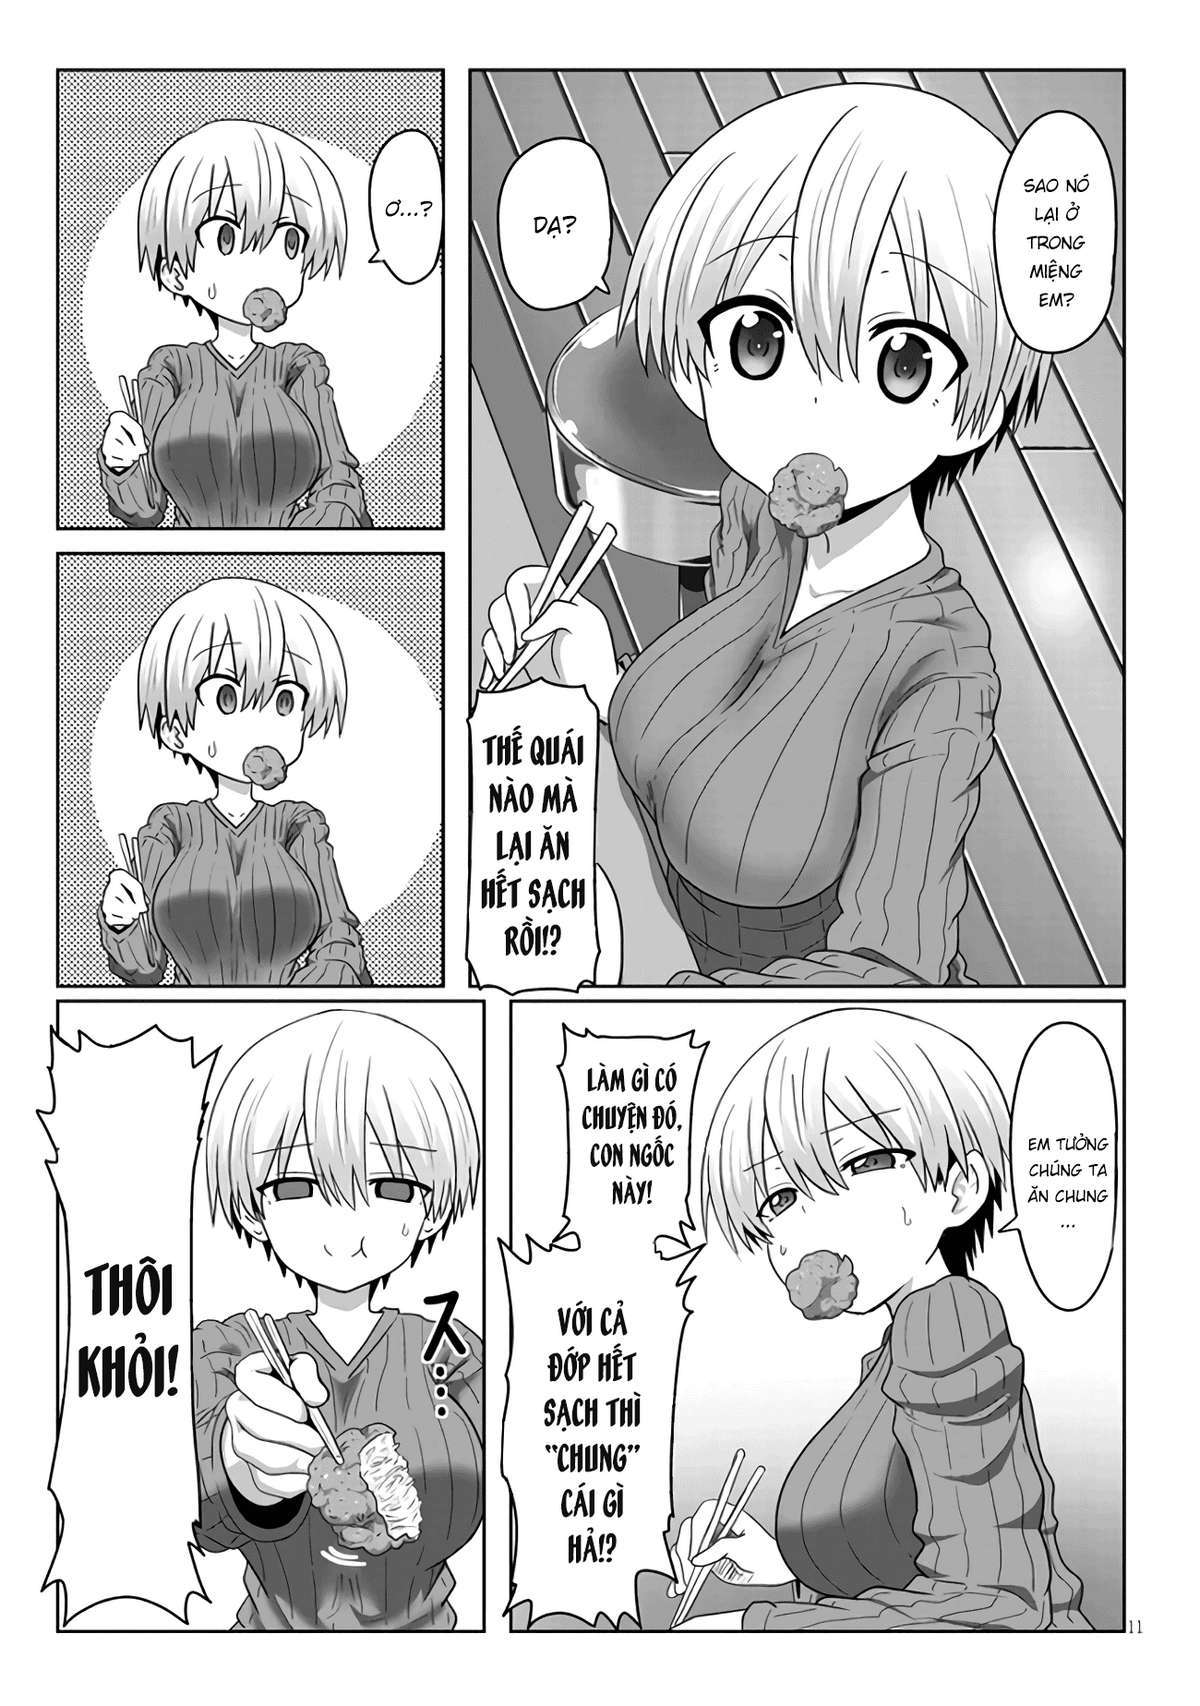 SAO NÓ
LẠI Ở
TRONG
MIỆNG
EM?
DẠ?
THẾ QUÁI
NÀO MÀ
LẠI ĂN
HẾT SẠCH
RỒI!?
Ơ...?
EM TƯỞNG
CHÚNG TA
ĂN CHUNG
...
LÀM GÌ CÓ
CHUYỆN ĐÓ,
CON NGỐC
NÀY!
VỚI CẢ
ĐỚP HẾT
SẠCH THÌ
"CHUNG"
CÁI GÌ
HẢ!?
ス...
THÔI
KHỎI!
11